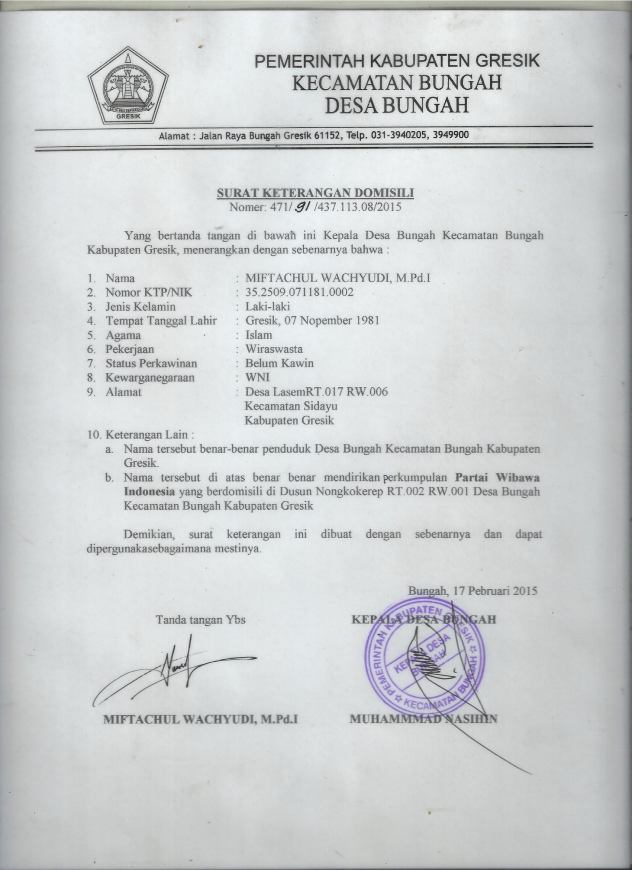 PEMERINTAH KABUPATEN GRESIK
KECAMATAN BUNGAH
DESA BUNGAH
GRESIK
Alamat : Jalan Raya Bungah Gresik 61152, Telp. 031-3940205, 3949900
SURAT KETERANGAN DOMISILI
Nomer: 471/ 91 /437.113.08/2015
Yang bertanda tangan di bawah ini Kepala Desa Bungah Kecamatan Bungah
Kabupaten Gresik, menerangkan dengan sebenarnya bahwa :
1. Nama : MIFTACHUL WACHYUDI, M.Pd.I
2. Nomor KTP/NIK : 35.2509.071181.0002
3. Jenis Kelamin : Laki-laki
4. Tempat Tanggal Lahir : Gresik, 07 Nopember 1981
5. Agama : Islam
6. Pekerjaan : Wiraswasta
7. Status Perkawinan : Belum Kawin
8. Kewarganegaraan : WNI
9. Alamat : Desa LasemRT.017 RW.006
Kecamatan Sidayu
Kabupaten Gresik
10. Keterangan Lain :
a. Nama tersebut benar-benar penduduk Desa Bungah Kecamatan Bungah Kabupaten
Gresik.
b. Nama tersebut di atas benar benar mendirikan perkumpulan Partai Wibawa
Indonesia yang berdomisili di Dusun Nongkokerep RT.002 RW.001 Desa Bungah
Kecamatan Bungah Kabupaten Gresik
Demikian, surat keterangan ini dibuat dengan sebenarnya dan dapat
dipergunakasebagaimana mestinya.
Bungah, 17 Pebruari 2015
Tanda tangan Ybs
KEPALA DESA BUNGAH
PEMERINTAH KABUPATEN GRESIK
KEPALA DESA
BUNGAH
KECAMATAN BUNGAH
MIFTACHUL WACHYUDI, M.Pd.I
MUHAMMMAD NASIHIN